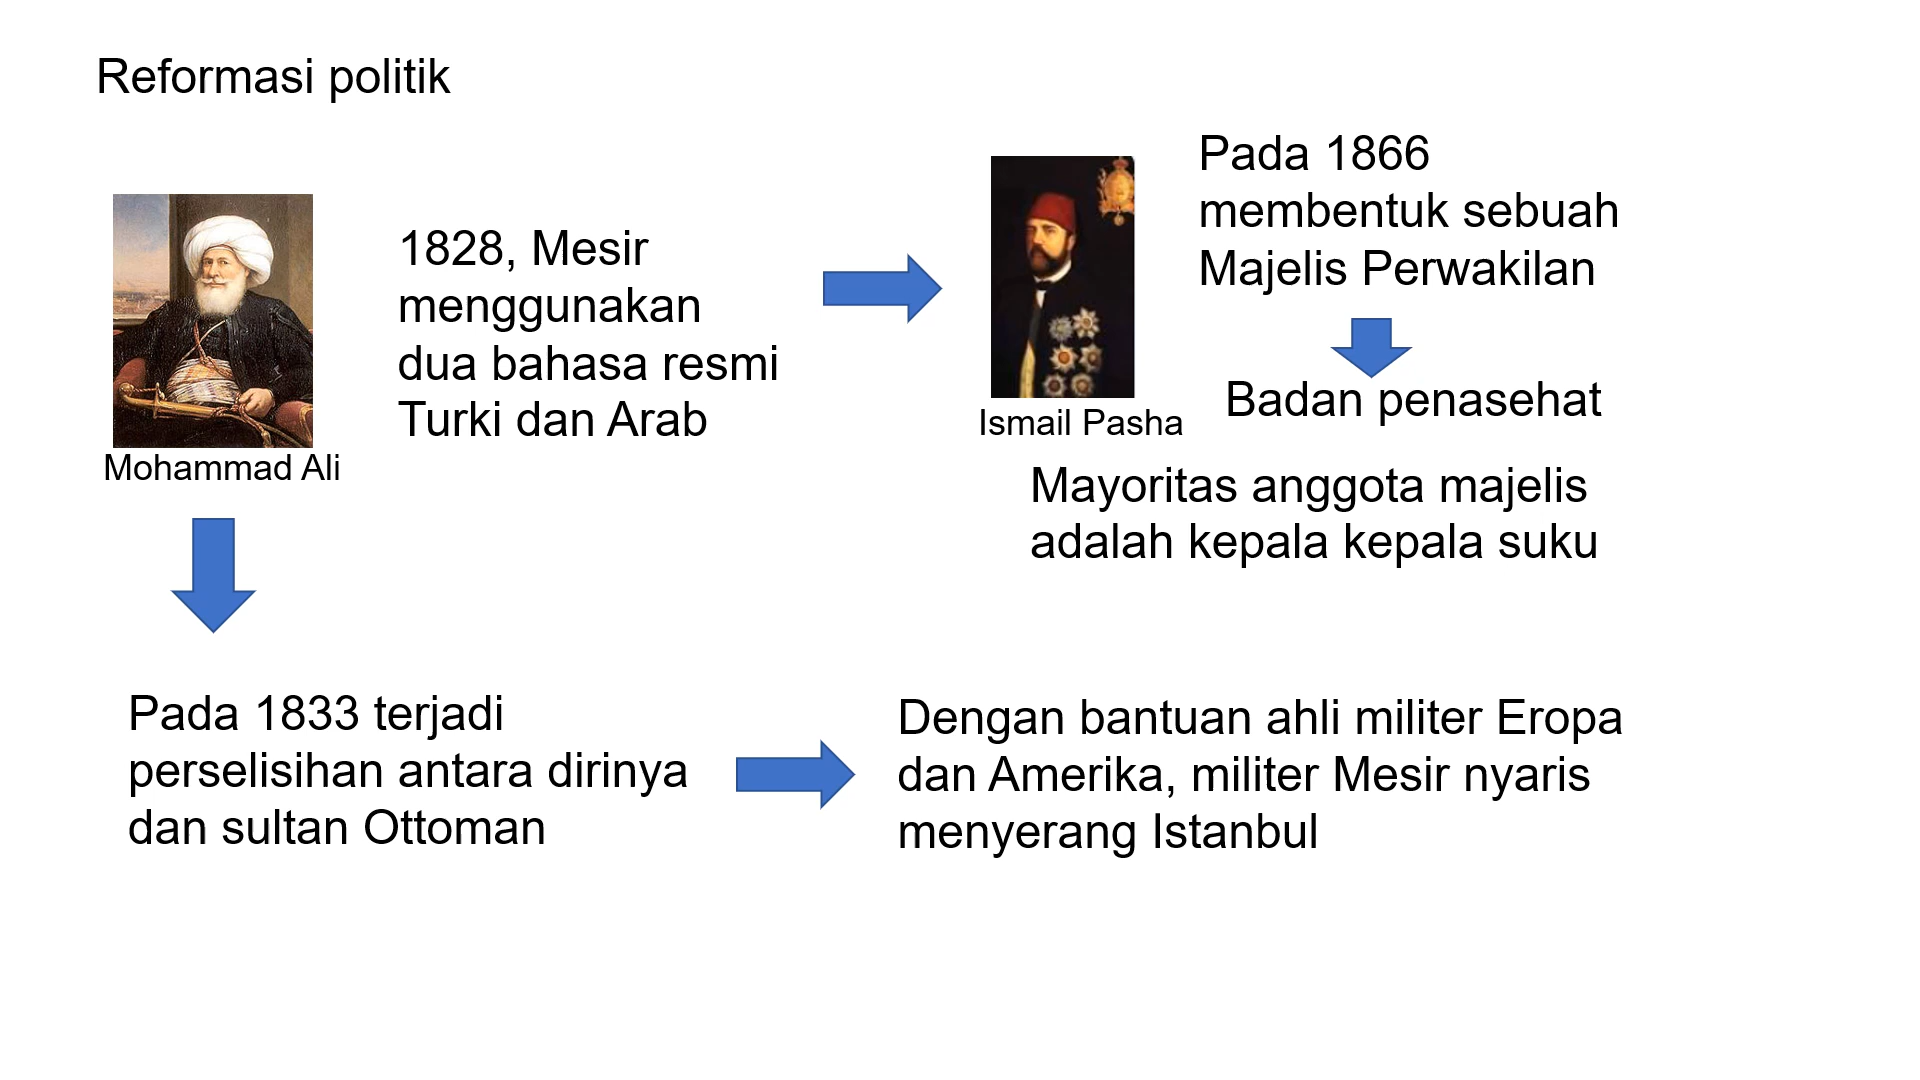 Reformasi politik
1828, Mesir
menggunakan
dua bahasa resmi
Turki dan Arab
Mohammad Ali
Pada 1866
membentuk sebuah
Majelis Perwakilan
Badan penasehat
Ismail Pasha
Mayoritas anggota majelis
adalah kepala kepala suku
Pada 1833 terjadi
perselisihan antara dirinya
dan sultan Ottoman
Dengan bantuan ahli militer Eropa
dan Amerika, militer Mesir nyaris
menyerang Istanbul